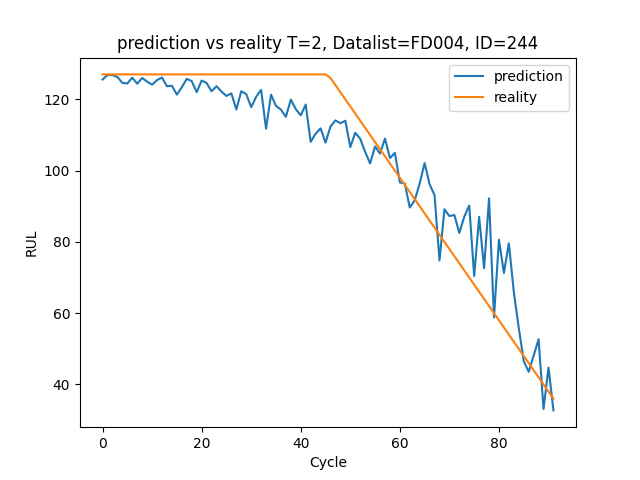 prediction vs reality T=2, Datalist=FD004, ID=244
prediction
reality
RUL
120
100
80
60
40
0 20 40 60 80
Cycle